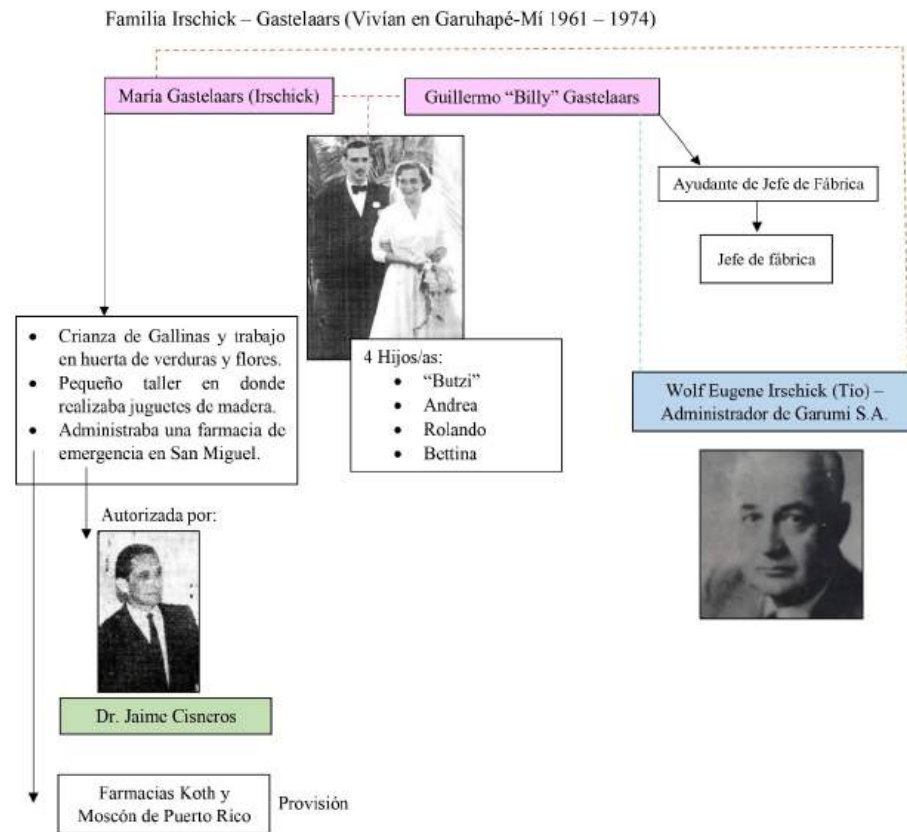 Familia Irschick – Gastelaars (Vivían en Garuhapé-Mí 1961 – 1974)
María Gastelaars (Irschick)
Guillermo “Billy” Gastelaars
Ayudante de Jefe de Fábrica
Jefe de fábrica
• Crianza de Gallinas y trabajo
en huerta de verduras y flores.
• Pequeño taller en donde
realizaba juguetes de madera.
• Administraba una farmacia de
emergencia en San Miguel.
4 Hijos/as:
• “Butzi”
• Andrea
• Rolando
• Bettina
Wolf Eugene Irschick (Tío) –
Administrador de Garumi S.A.
Autorizada por:
Dr. Jaime Cisneros
Farmacias Koth y
Moscón de Puerto Rico
Provisión